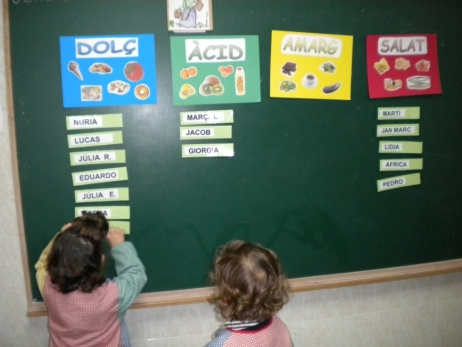 DOLÇ
ÀCID
AMARG
SALAT
NURIA
LUCAS
JÚLIA R.
EDUARDO
JÚLIA E.
JACOB
GIORGIA
MARTI
JAN MARC
LIDIA
AFRICA
PEDRO